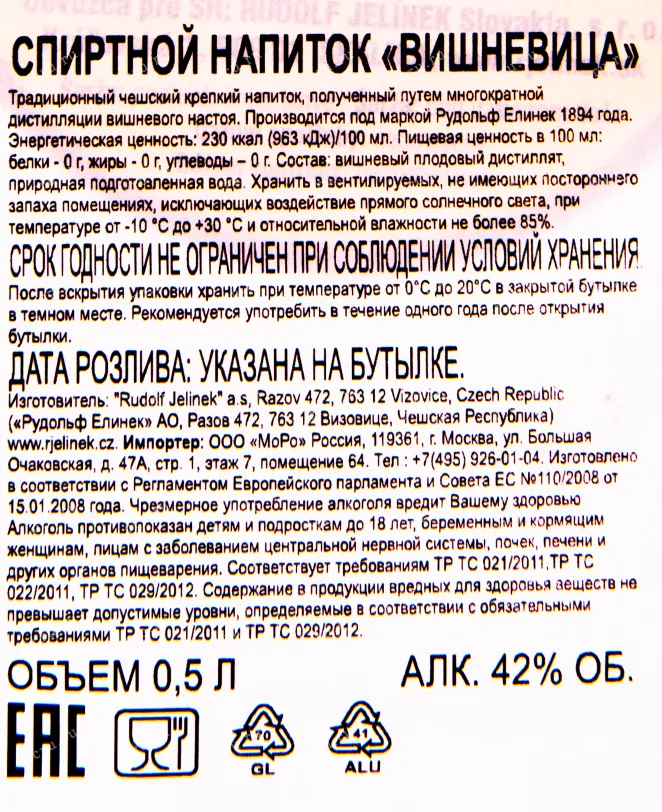 Dovozca pre SR: RUDOLF JELÍNEK Slovakia, s. r. o.
СПИРТНОЙ НАПИТОК «ВИШНЕВИЦА»
Традиционный чешский крепкий напиток, полученный путем многократной
дистилляции вишневого настоя. Производится под маркой Рудольф Елинек 1894 года.
Энергетическая ценность: 230 ккал (963 кДж)/100 мл. Пищевая ценность в 100 мл:
белки - 0 г, жиры - 0 г, углеводы – 0 г. Состав: вишневый плодовый дистиллят,
природная подготовленная вода. Хранить в вентилируемых, не имеющих постороннего
запаха помещениях, исключающих воздействие прямого солнечного света, при
температуре от -10 °С до +30 °С и относительной влажности не более 85%.
СРОК ГОДНОСТИ НЕ ОГРАНИЧЕН ПРИ СОБЛЮДЕНИИ УСЛОВИЙ ХРАНЕНИЯ
После вскрытия упаковки хранить при температуре от 0°С до 20°С в закрытой бутылке
в темном месте. Рекомендуется употребить в течение одного года после открытия
бутылки.
ДАТА РОЗЛИВА: УКАЗАНА НА БУТЫЛКЕ.
Изготовитель: "Rudolf Jelinek" a.s, Razov 472, 763 12 Vizovice, Czech Republic
(«Рудольф Елинек» АО, Разов 472, 763 12 Визовице, Чешская Республика)
www.rjelinek.cz. Импортер: ООО «МоРо» Россия, 119361, г. Москва, ул. Большая
Очаковская, д. 47А, стр. 1, этаж 7, помещение 64. Тел : +7(495) 926-01-04. Изготовлено
в соответствии с Регламентом Европейского парламента и Совета ЕС №110/2008 от
15.01.2008 года. Чрезмерное употребление алкоголя вредит Вашему здоровью
Алкоголь противопоказан детям и подросткам до 18 лет, беременным и кормящим
женщинам, лицам с заболеванием центральной нервной системы, почек, печени и
других органов пищеварения. Соответствует требованиям ТР ТС 021/2011,ТР ТС
022/2011, ТР ТС 029/2012. Содержание в продукции вредных для здоровья веществ не
превышает допустимые уровни, определяемые в соответствии с обязательными
требованиями ТР ТС 021/2011 и ТР ТС 029/2012.
ОБЪЕМ 0,5 Л АЛК. 42% ОБ.
EAC 70 41
GL ALU